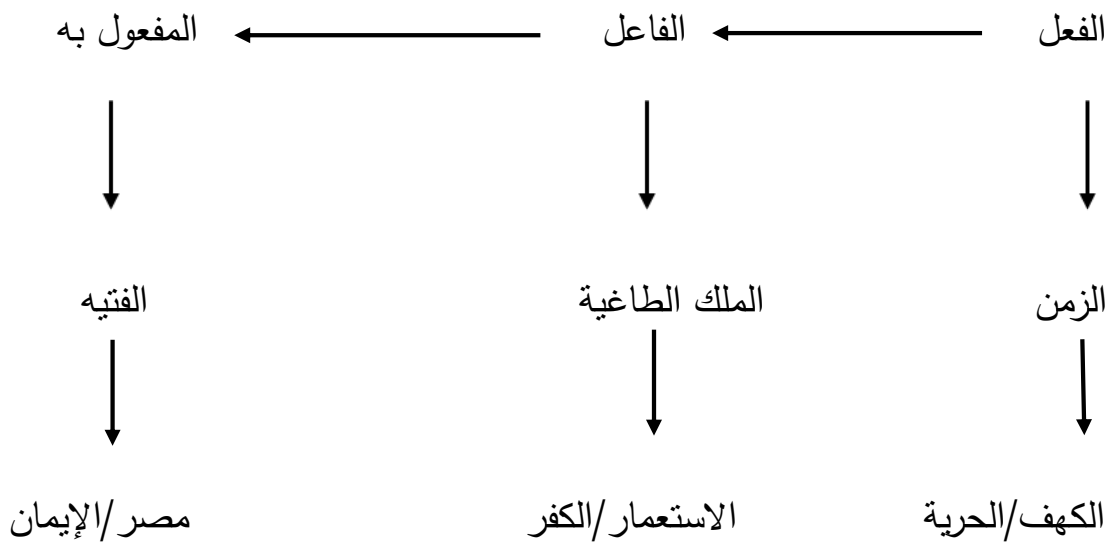 الفعل الفاعل المفعول به
الزمن الملك الطاغية الفتيه
الكهف/الحرية الاستعمار/الكفر مصر/الإيمان